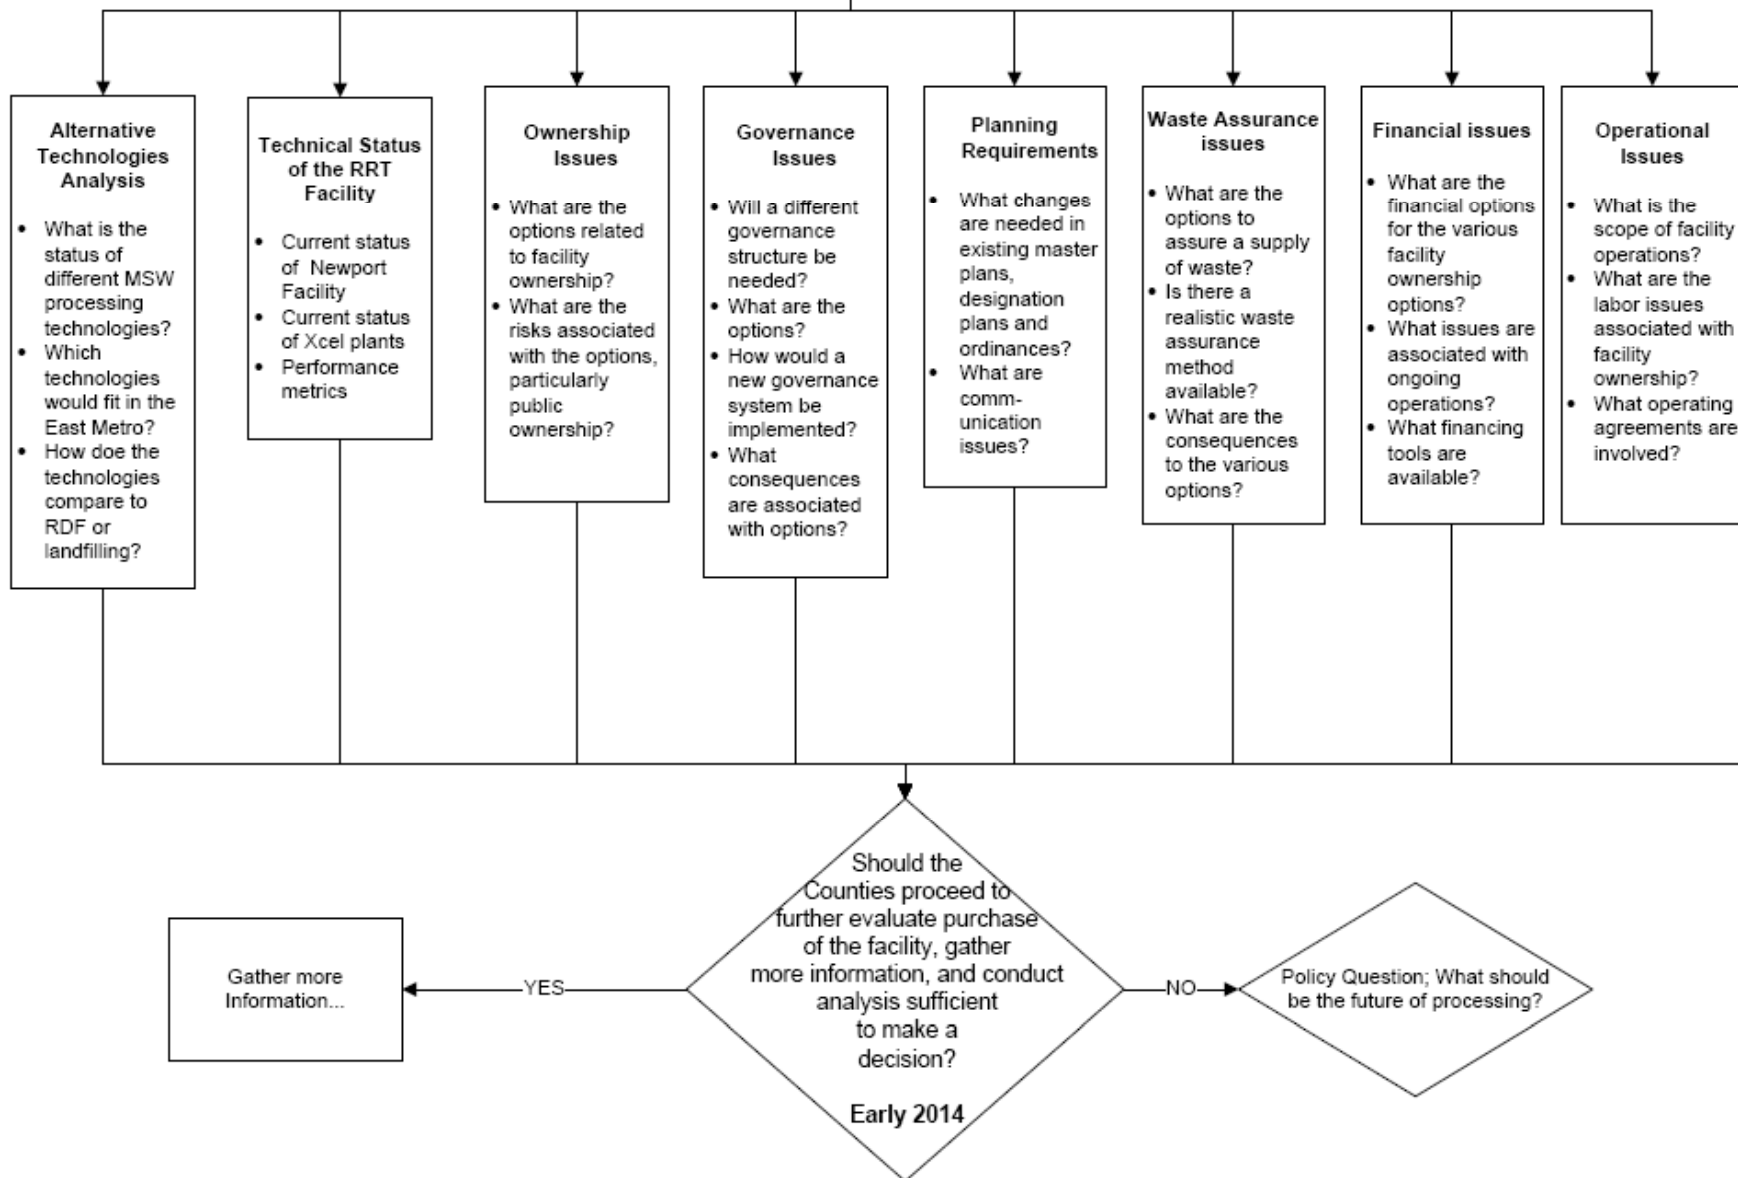 Alternative
Technologies
Analysis
• What is the
status of
different MSW
processing
technologies?
• Which
technologies
would fit in the
East Metro?
• How doe the
technologies
compare to
RDF or
landfilling?
Technical Status
of the RRT
Facility
• Current status
of Newport
Facility
• Current status
of Xcel plants
• Performance
metrics
Ownership
Issues
• What are the
options related
to facility
ownership?
• What are the
risks associated
with the options,
particularly
public
ownership?
Governance
Issues
• Will a different
governance
structure be
needed?
• What are the
options?
• How would a
new governance
system be
implemented?
• What
consequences
are associated
with options?
Planning
Requirements
• What changes
are needed in
existing master
plans,
designation
plans and
ordinances?
• What are
comm-
unication
issues?
Waste Assurance
issues
• What are the
options to
assure a supply
of waste?
• Is there a
realistic waste
assurance
method
available?
• What are the
consequences
to the various
options?
Financial issues
• What are the
financial options
for the various
facility
ownership
options?
• What issues are
associated with
ongoing
operations?
• What financing
tools are
available?
Operational
Issues
• What is the
scope of facility
operations?
• What are the
labor issues
associated with
facility
ownership?
• What operating
agreements are
involved?
Should the
Counties proceed to
further evaluate purchase
of the facility, gather
more information, and conduct
analysis sufficient
to make a
decision?
Early 2014
YES
Gather more
Information...
NO
Policy Question; What should
be the future of processing?